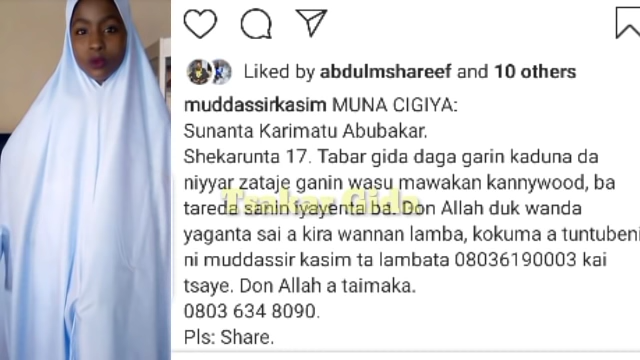 Liked by abdulmshareef and 10 others
muddassirkasim MUNA CIGIYA:
Sunanta Karimatu Abubakar.
Shekarunta 17. Tabar gida daga garin kaduna da
niyyar zataje ganin wasu mawakan kannywood, ba
tareda sanin iyayenta ba. Don Allah duk wanda
yaganta sai a kira wannan lamba, kokuma a tuntubeni
ni muddassir kasim ta lambata 08036190003 kai
tsaye. Don Allah a taimaka.
0803 634 8090.
Pls: Share.
Tsakar Gida